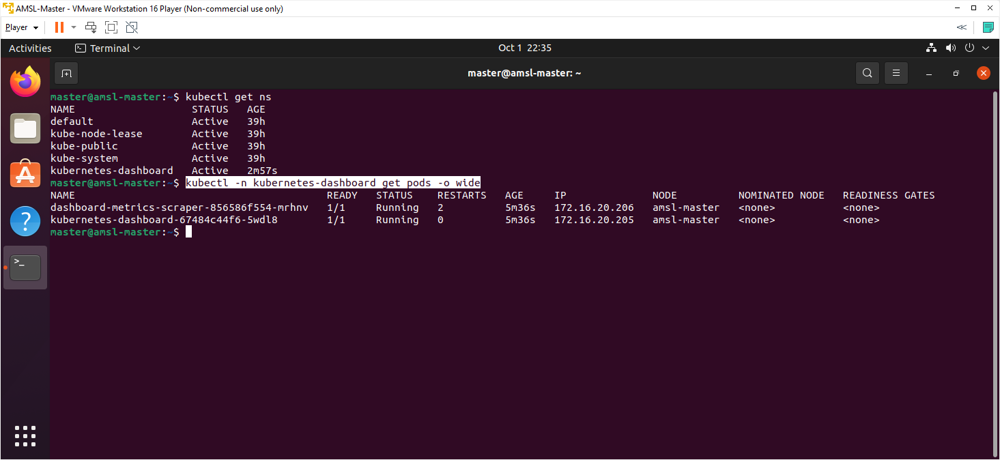 AMSL-Master - VMware Workstation 16 Player (Non-commercial use only)
Player
Activities Terminal Oct 1 22:35
master@amsl-master: ~
master@amsl-master:~$ kubectl get ns
NAME STATUS AGE
default Active 39h
kube-node-lease Active 39h
kube-public Active 39h
kube-system Active 39h
kubernetes-dashboard Active 2m57s
master@amsl-master:~$ kubectl -n kubernetes-dashboard get pods -o wide
NAME READY STATUS RESTARTS AGE IP NODE NOMINATED NODE READINESS GATES
dashboard-metrics-scraper-856586f554-mrhnv 1/1 Running 2 5m36s 172.16.20.206 amsl-master <none> <none>
kubernetes-dashboard-67484c44f6-5wdl8 1/1 Running 0 5m36s 172.16.20.205 amsl-master <none> <none>
master@amsl-master:~$